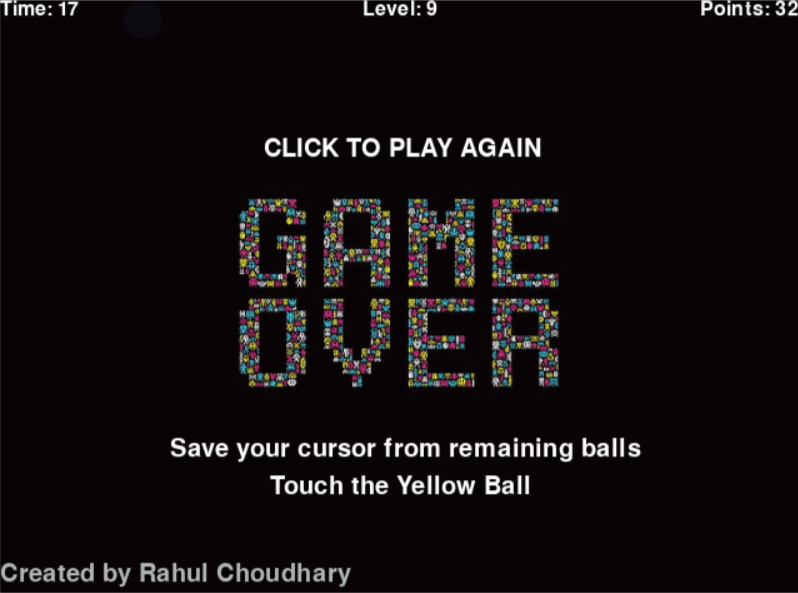 Time: 17 Level: 9 Points: 32
CLICK TO PLAY AGAIN
GAME
OVER
Save your cursor from remaining balls
Touch the Yellow Ball
Created by Rahul Choudhary